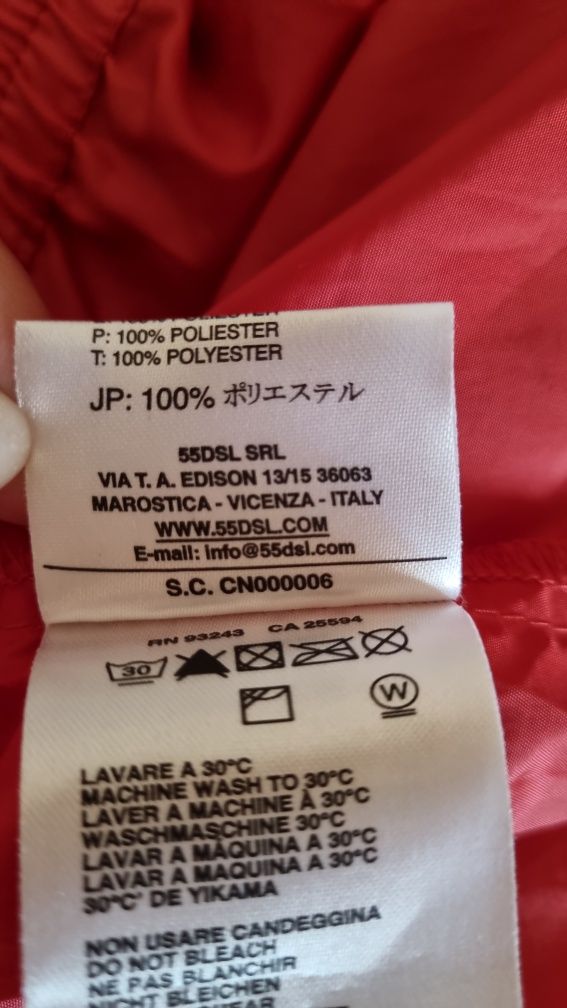 P: 100% POLIESTER
T: 100% POLYESTER
JP: 100% ポリエステル
55DSL SRL
VIA T. A. EDISON 13/15 36063
MAROSTICA - VICENZA - ITALY
WWW.55DSL.COM
E-mail: info@55dsl.com
S.C. CN000006
RN 93243 CA 25594
30
W
LAVARE A 30°C
MACHINE WASH TO 30°C
LAVER A MACHINE À 30°C
WASCHMASCHINE 30°C
LAVAR A MÁQUINA A 30°C
LAVAR A MAQUINA A 30°C
30°C' DE YIKAMA
NON USARE CANDEGGINA
DO NOT BLEACH
NE PAS BLANCHIR
NICHT BLEICHEN